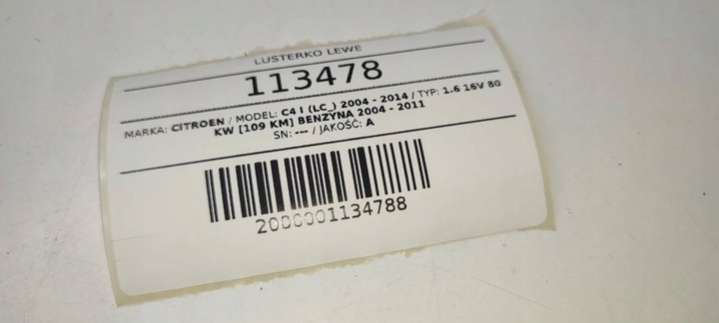 LUSTERKO LEWE
113478
MARKA: CITROEN / MODEL: C4 I (LC_) 2004 - 2014 / TYP: 1.6 16V 80
KW [109 KM] BENZYNA 2004 - 2011
SN: --- / JAKOŚĆ: A
2000001134788